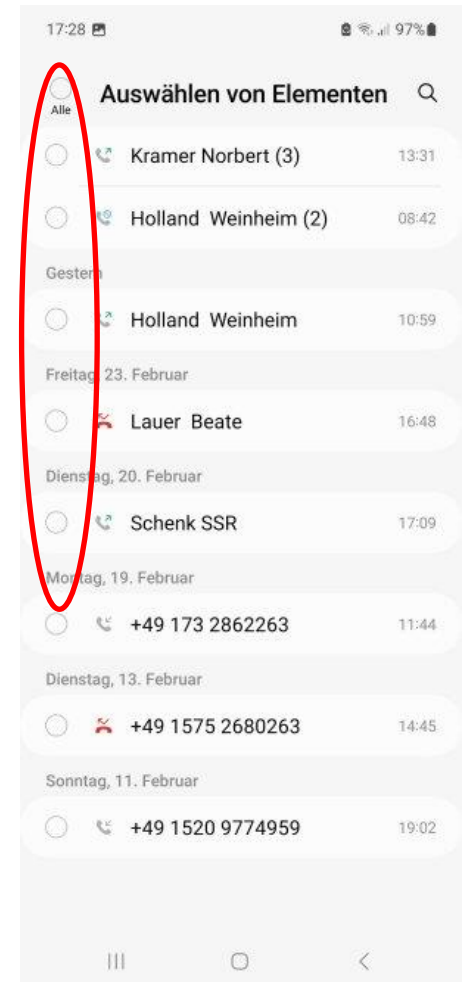 17:28 97%
Alle Auswählen von Elementen
Kramer Norbert (3) 13:31
Holland Weinheim (2) 08:42
Gestern
Holland Weinheim 10:59
Freitag, 23. Februar
Lauer Beate 16:48
Dienstag, 20. Februar
Schenk SSR 17:09
Montag, 19. Februar
+49 173 2862263 11:44
Dienstag, 13. Februar
+49 1575 2680263 14:45
Sonntag, 11. Februar
+49 1520 9774959 19:02